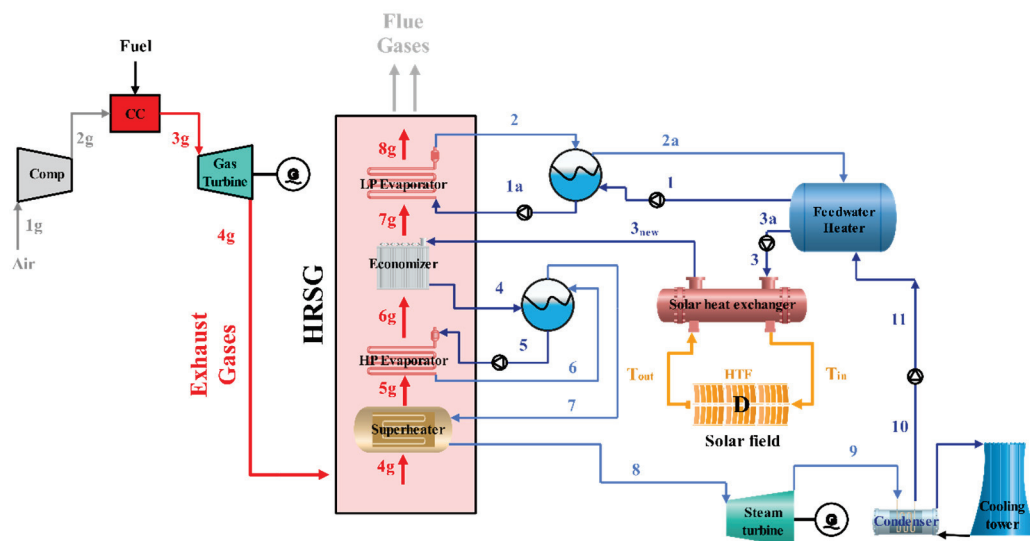 Flue
Gases
Fuel
CC
2g
3g
Comp
Gas
Turbine
G
1g
Air
4g
Exhaust
Gases
HRSG
8g
LP Evaporator
7g
Economizer
6g
HP Evaporator
5g
Superheater
4g
2
2a
1a
1
Feedwater
Heater
3new
3a
3
4
5
6
7
8
Solar heat exchanger
Tout
HTF
Tin
D
Solar field
11
10
9
Steam
turbine
G
Condenser
Cooling
tower